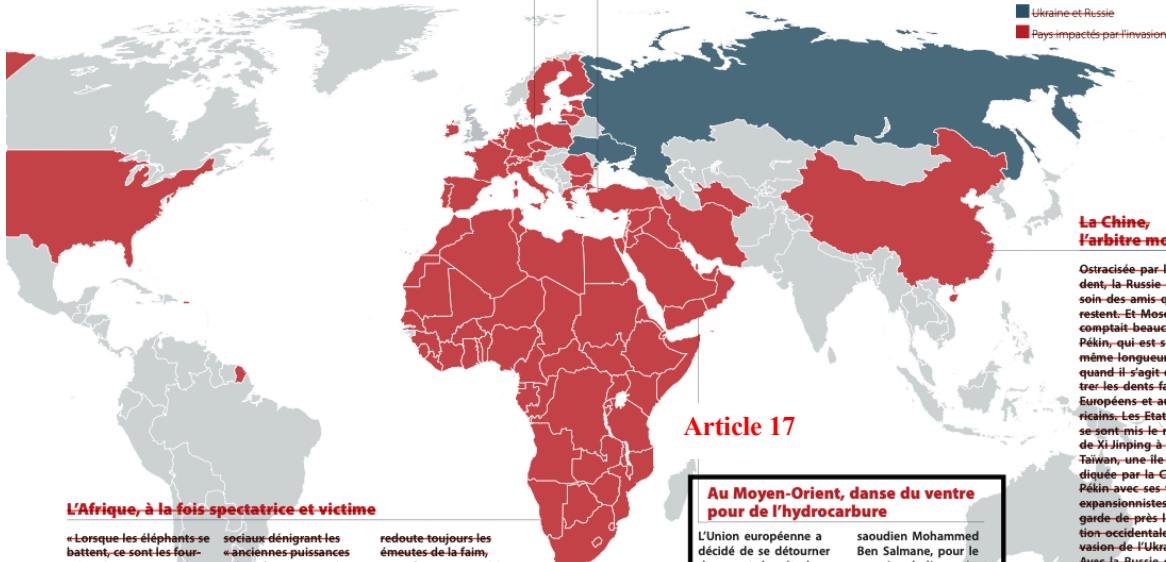 Ukraine et Russie
Pays impactés par l'invasion
La Chine,
l'arbitre
Ostracisée par
dent, la Russie
soin des amis
restent. Et
comptait
Pékin, qui est
même longueur
quand il s'agit
trer les dents
Européens et
ricains. Les
se sont mis le
de Xi Jinping à
Taïwan, une île
diquée par la
Pékin avec ses
expansionnistes
garde de près
tion occidentale
vasion de l'Ukra
Avec la Russie
Article 17
L'Afrique, à la fois spectatrice et victime
« Lorsque les éléphants se
battent, ce sont les four-
sociaux dénigrant les
« anciennes puissances
redoute toujours les
émeutes de la faim,
Au Moyen-Orient, danse du ventre
pour de l'hydrocarbure
L'Union européenne a
décidé de se détourner
saoudien Mohammed
Ben Salmane, pour le